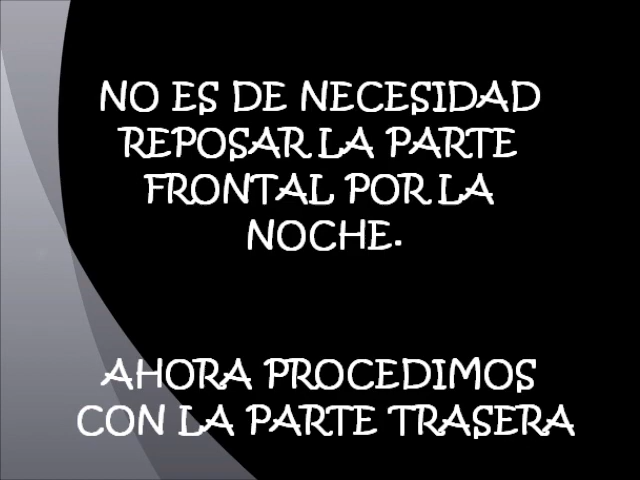 NO ES DE NECESIDAD
REPOSAR LA PARTE
FRONTAL POR LA
NOCHE.
AHORA PROCEDIMOS
CON LA PARTE TRASERA